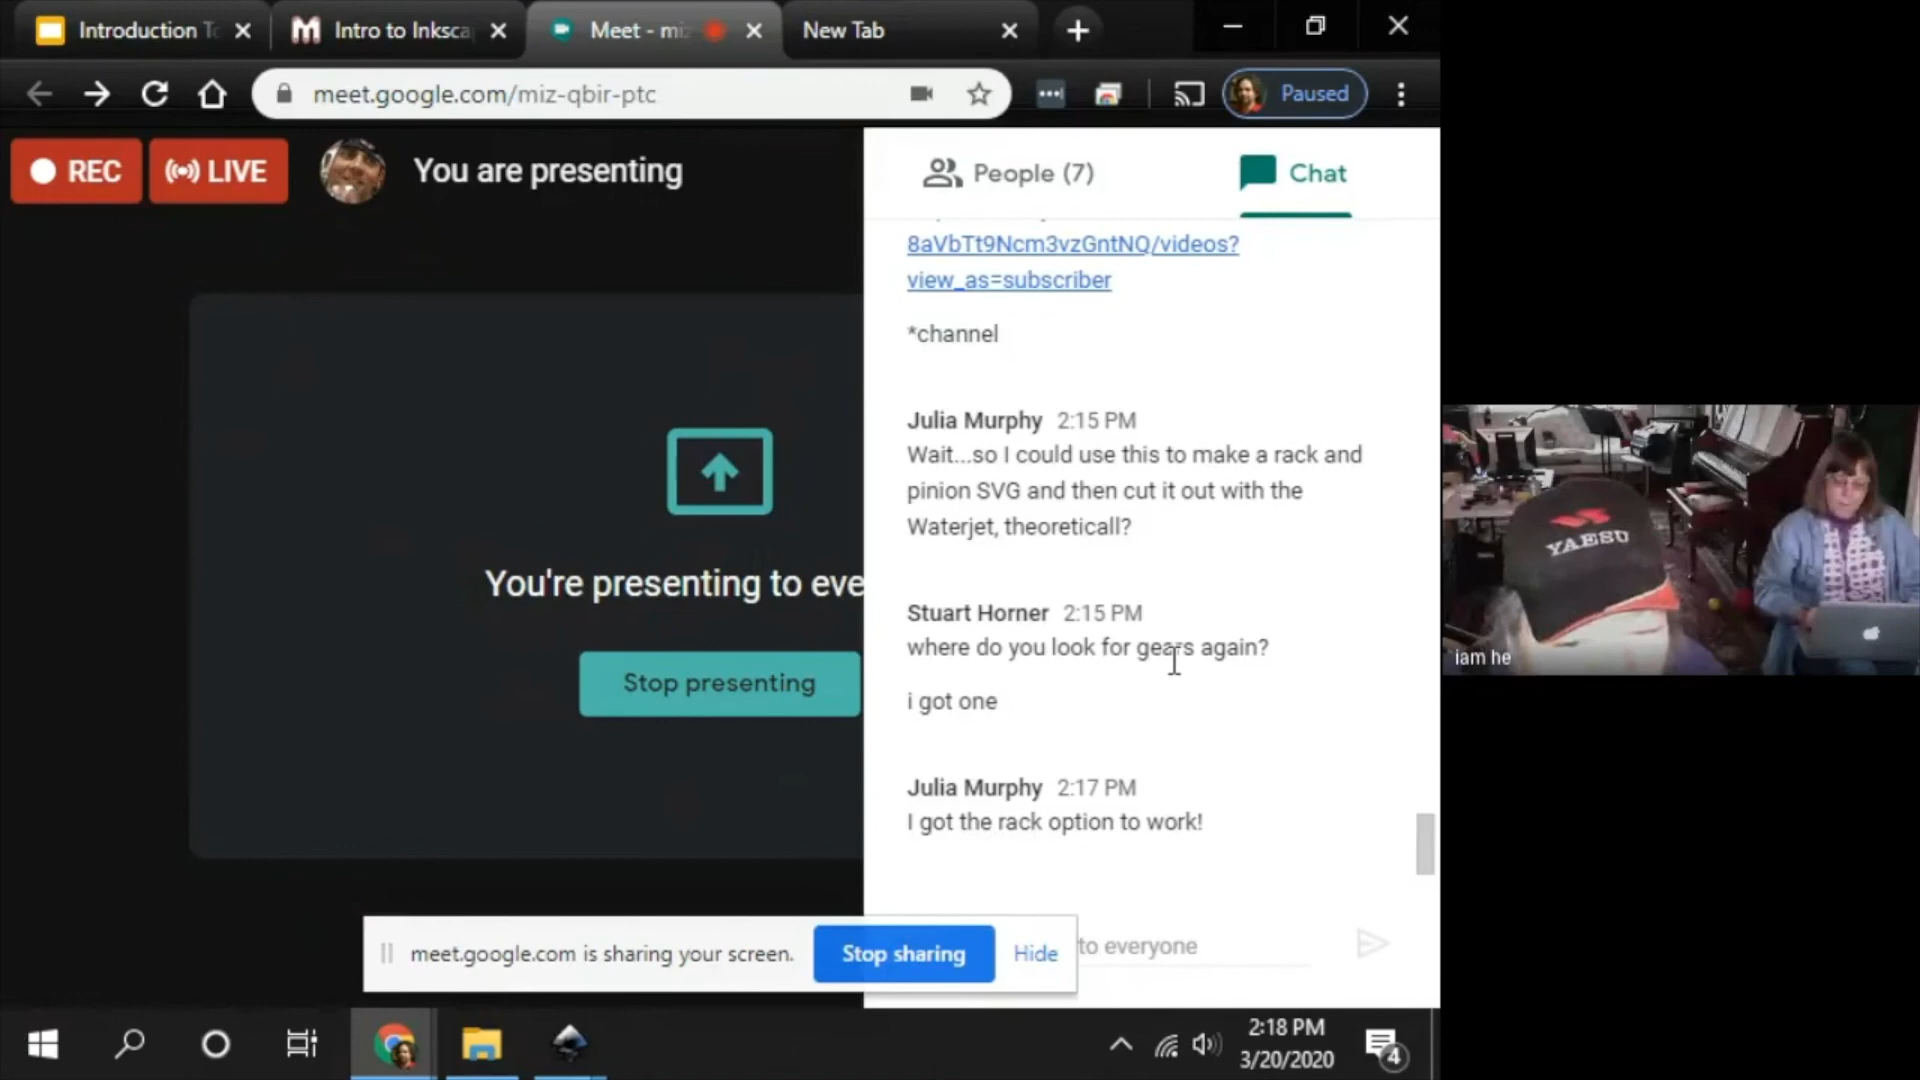 Introduction T
Intro to Inksca
Meet - mi
New Tab
meet.google.com/miz-qbir-ptc
Paused
REC
LIVE
You are presenting
People (7)
Chat
8aVbTt9Ncm3vzGntNQ/videos?
view_as=subscriber
*channel
Julia Murphy 2:15 PM
Wait...so I could use this to make a rack and
pinion SVG and then cut it out with the
Waterjet, theoreticall?
Stuart Horner 2:15 PM
where do you look for gears again?
i got one
Julia Murphy 2:17 PM
I got the rack option to work!
You're presenting to eve
Stop presenting
YAESU
iam he
meet.google.com is sharing your screen.
Stop sharing
Hide
to everyone
2:18 PM
3/20/2020
4